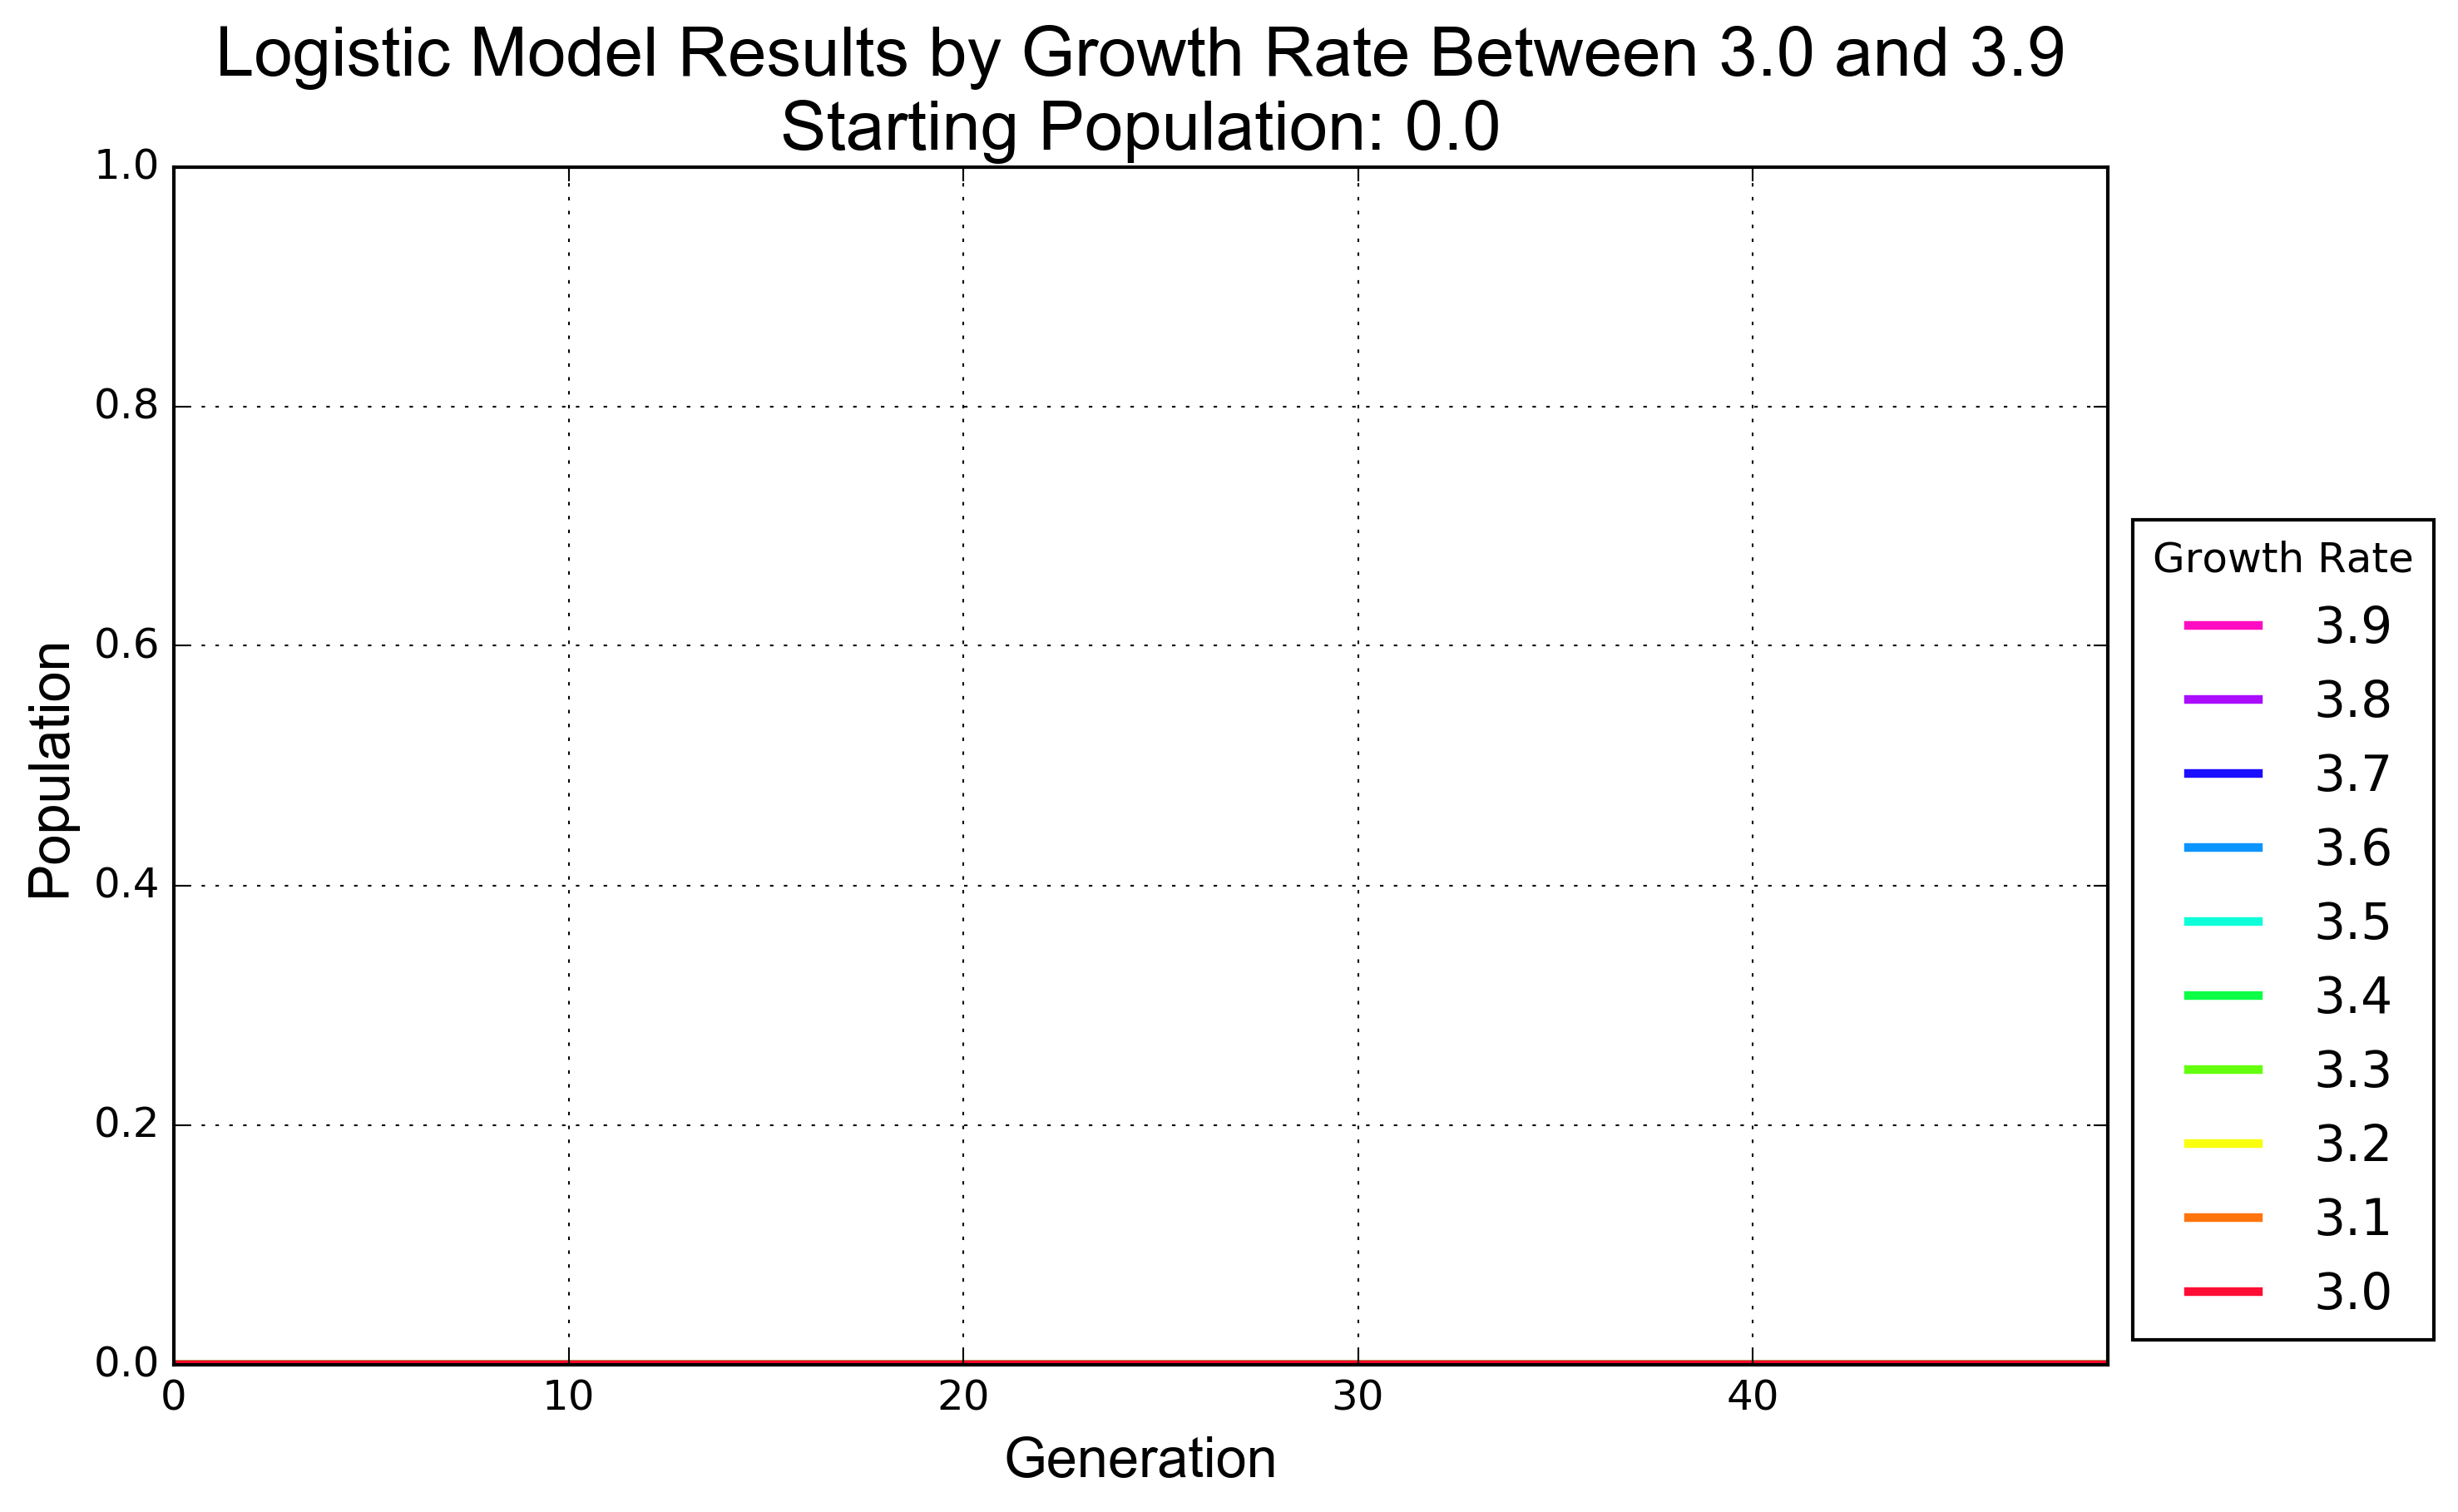 Logistic Model Results by Growth Rate Between 3.0 and 3.9
Starting Population: 0.0
1.0
0.8
0.6
0.4
0.2
0.0
Population
0 10 20 30 40
Generation
Growth Rate
3.9
3.8
3.7
3.6
3.5
3.4
3.3
3.2
3.1
3.0